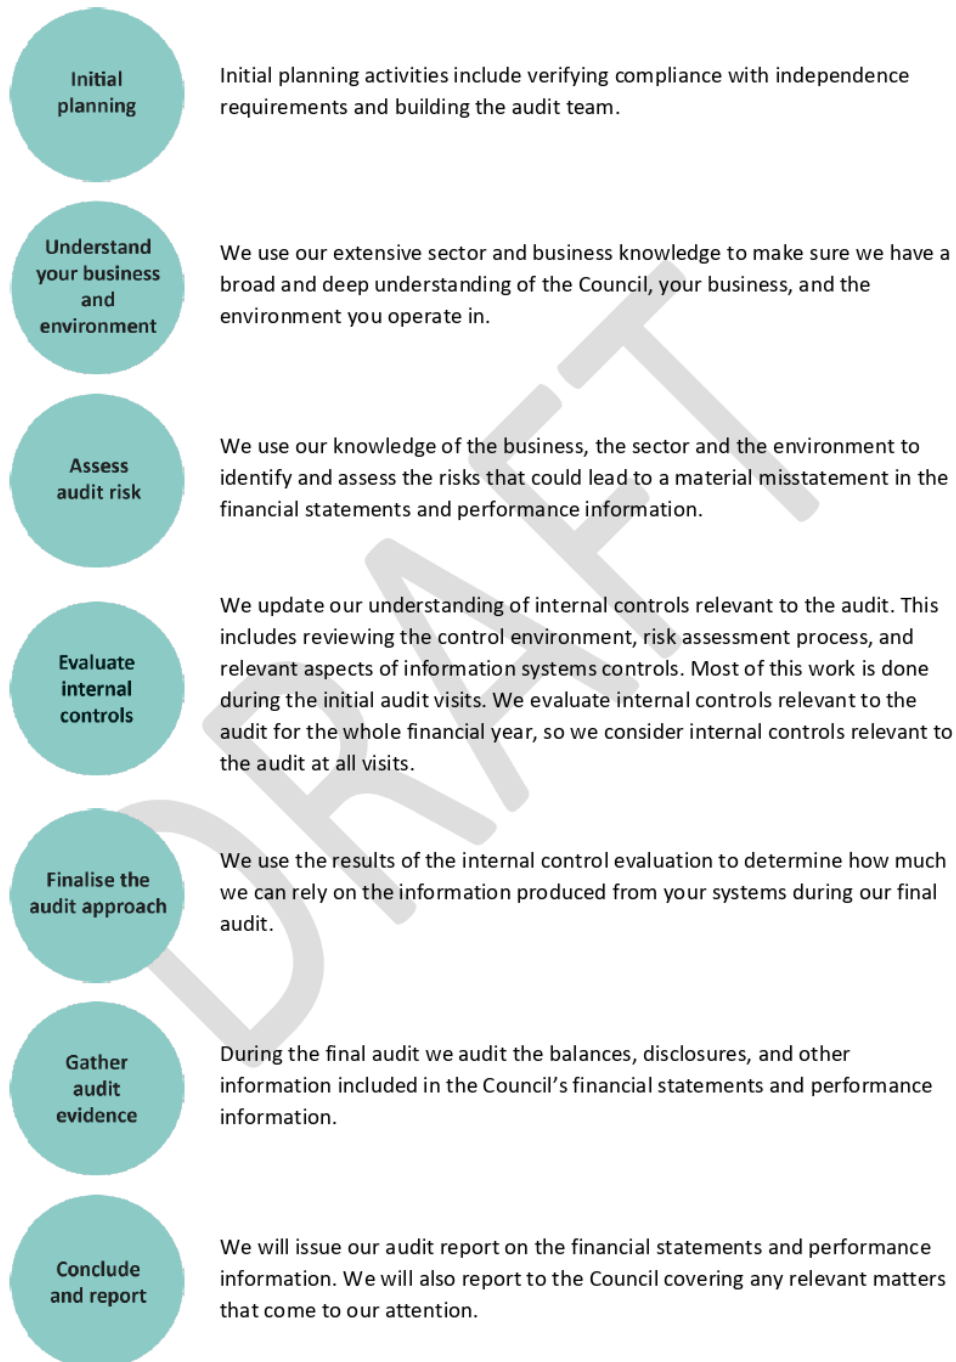 Initial
planning
Initial planning activities include verifying compliance with independence
requirements and building the audit team.
Understand
your business
and
environment
We use our extensive sector and business knowledge to make sure we have a
broad and deep understanding of the Council, your business, and the
environment you operate in.
Assess
audit risk
We use our knowledge of the business, the sector and the environment to
identify and assess the risks that could lead to a material misstatement in the
financial statements and performance information.
Evaluate
internal
controls
We update our understanding of internal controls relevant to the audit. This
includes reviewing the control environment, risk assessment process, and
relevant aspects of information systems controls. Most of this work is done
during the initial audit visits. We evaluate internal controls relevant to the
audit for the whole financial year, so we consider internal controls relevant to
the audit at all visits.
Finalise the
audit approach
We use the results of the internal control evaluation to determine how much
we can rely on the information produced from your systems during our final
audit.
Gather
audit
evidence
During the final audit we audit the balances, disclosures, and other
information included in the Council’s financial statements and performance
information.
Conclude
and report
We will issue our audit report on the financial statements and performance
information. We will also report to the Council covering any relevant matters
that come to our attention.
DRAFT